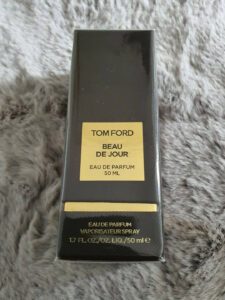 TOM FORD
BEAU
DE JOUR
EAU DE PARFUM
50 ML
EAU DE PARFUM
VAPORISATEUR SPRAY
1.7 FL.OZ./OZ.LIQ./50 ml e